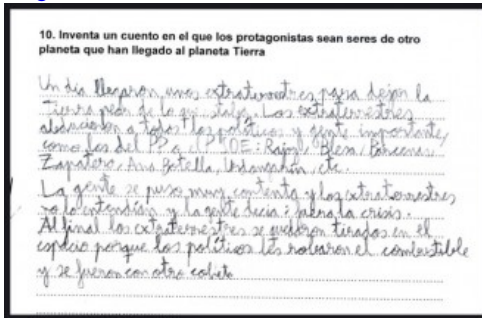 10. Inventa un cuento en el que los protagonistas sean seres de otro
planeta que han llegado al planeta Tierra
Un día llegaron unos extraterrestres para dejar la
Tierra peor de lo que estaba. Los extraterrestres
abducieron a todos los políticos y gente importante,
como los del PP o el PSOE: Rajoy, Blesa, Bárcenas,
Zapatero, Ana Botella, Urdangarín, etc.
La gente se puso muy contenta y los extraterrestres
no lo entendían y la gente decía: fuera la crisis.
Al final los extraterrestres se quedaron tirados en el
espacio porque los políticos les robaron el combustible
y se fueron con otro cohete